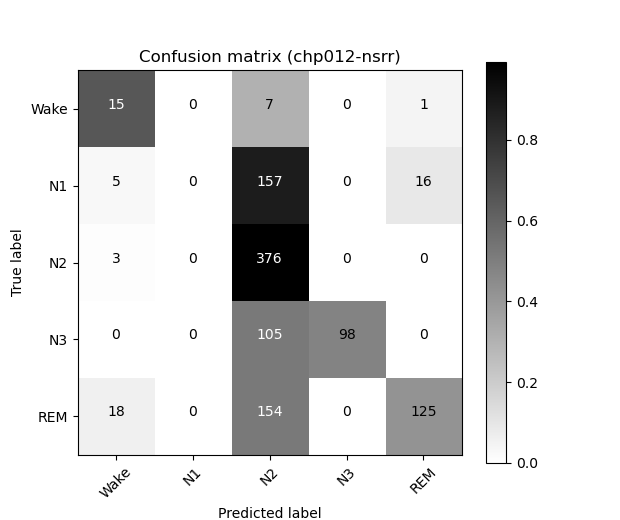 Confusion matrix (chp012-nsrr)
True label
Wake 15 0 7 0 1
N1 5 0 157 0 16
N2 3 0 376 0 0
N3 0 0 105 98 0
REM 18 0 154 0 125
Wake N1 N2 N3 REM
Predicted label
0.8
0.6
0.4
0.2
0.0